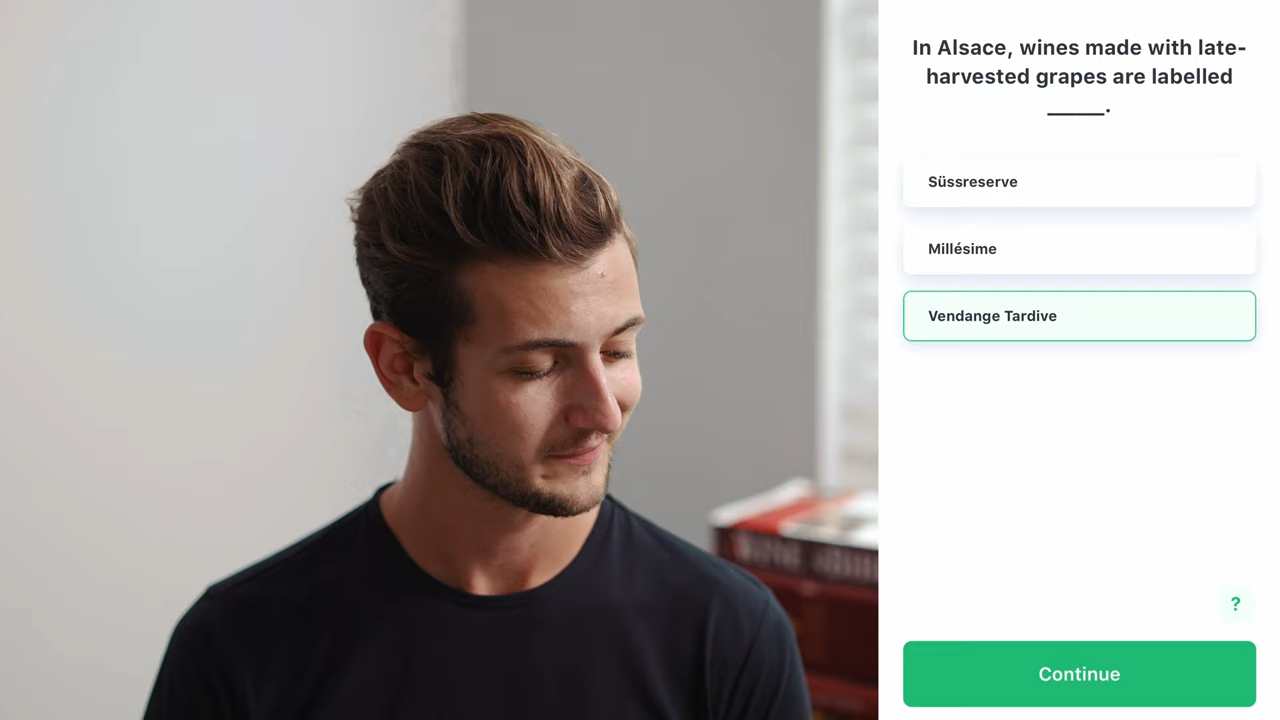 In Alsace, wines made with late-
harvested grapes are labelled
_____.
Süssreserve
Millésime
Vendange Tardive
?
Continue